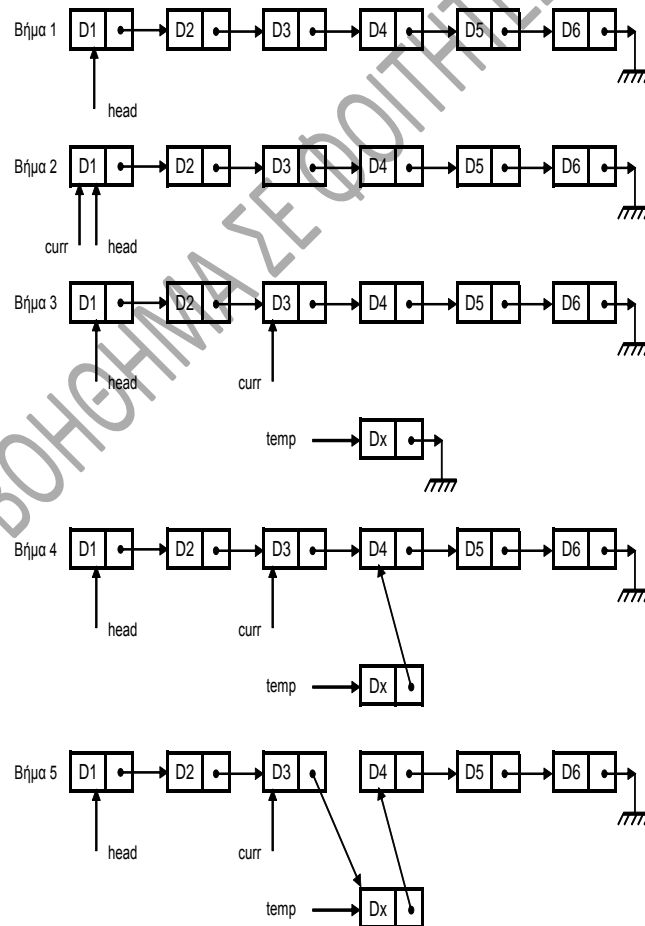 Βήμα 1 D1 D2 D3 D4 D5 D6
head
Βήμα 2 D1 D2 D3 D4 D5 D6
curr head
Βήμα 3 D1 D2 D3 D4 D5 D6
head curr
temp Dx
Βήμα 4 D1 D2 D3 D4 D5 D6
head curr
temp Dx
Βήμα 5 D1 D2 D3 D4 D5 D6
head curr
temp Dx
ΒΟΗΘΗΜΑ ΣΕ ΦΟΙΤΗΤΕ